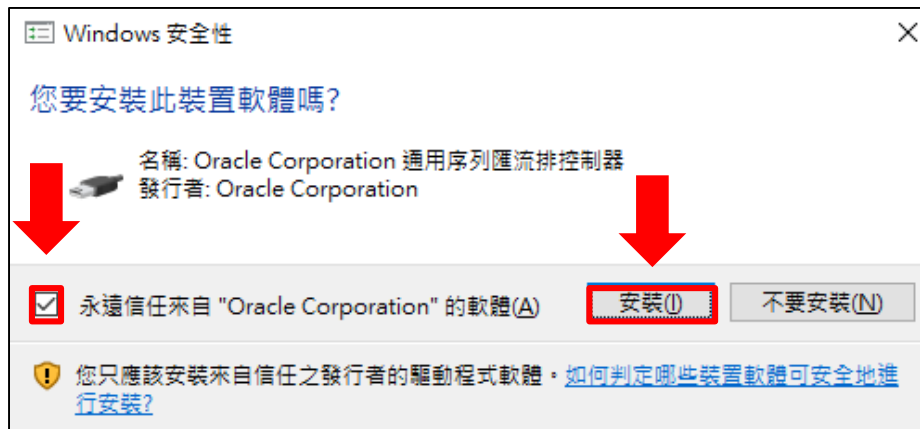 Windows 安全性
您要安裝此裝置軟體嗎?
名稱: Oracle Corporation 通用序列匯流排控制器
發行者: Oracle Corporation
永遠信任來自 "Oracle Corporation" 的軟體(A) 安裝(I) 不要安裝(N)
您只應該安裝來自信任之發行者的驅動程式軟體。如何判定哪些裝置軟體可安全地進
行安裝?